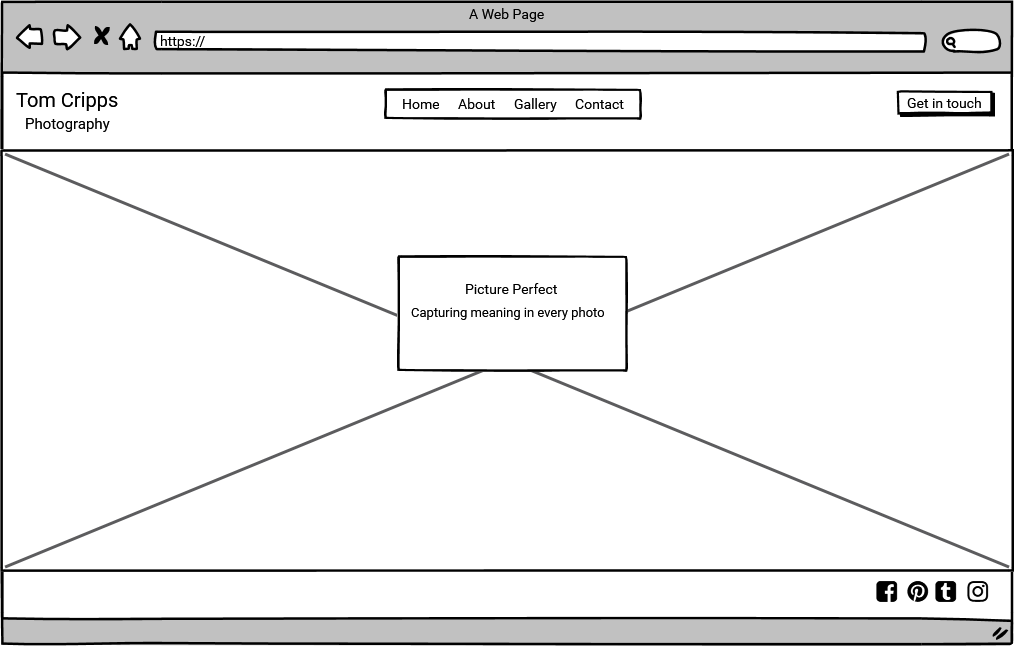 A Web Page
https://
Tom Cripps
Photography
Home About Gallery Contact
Get in touch
Picture Perfect
Capturing meaning in every photo